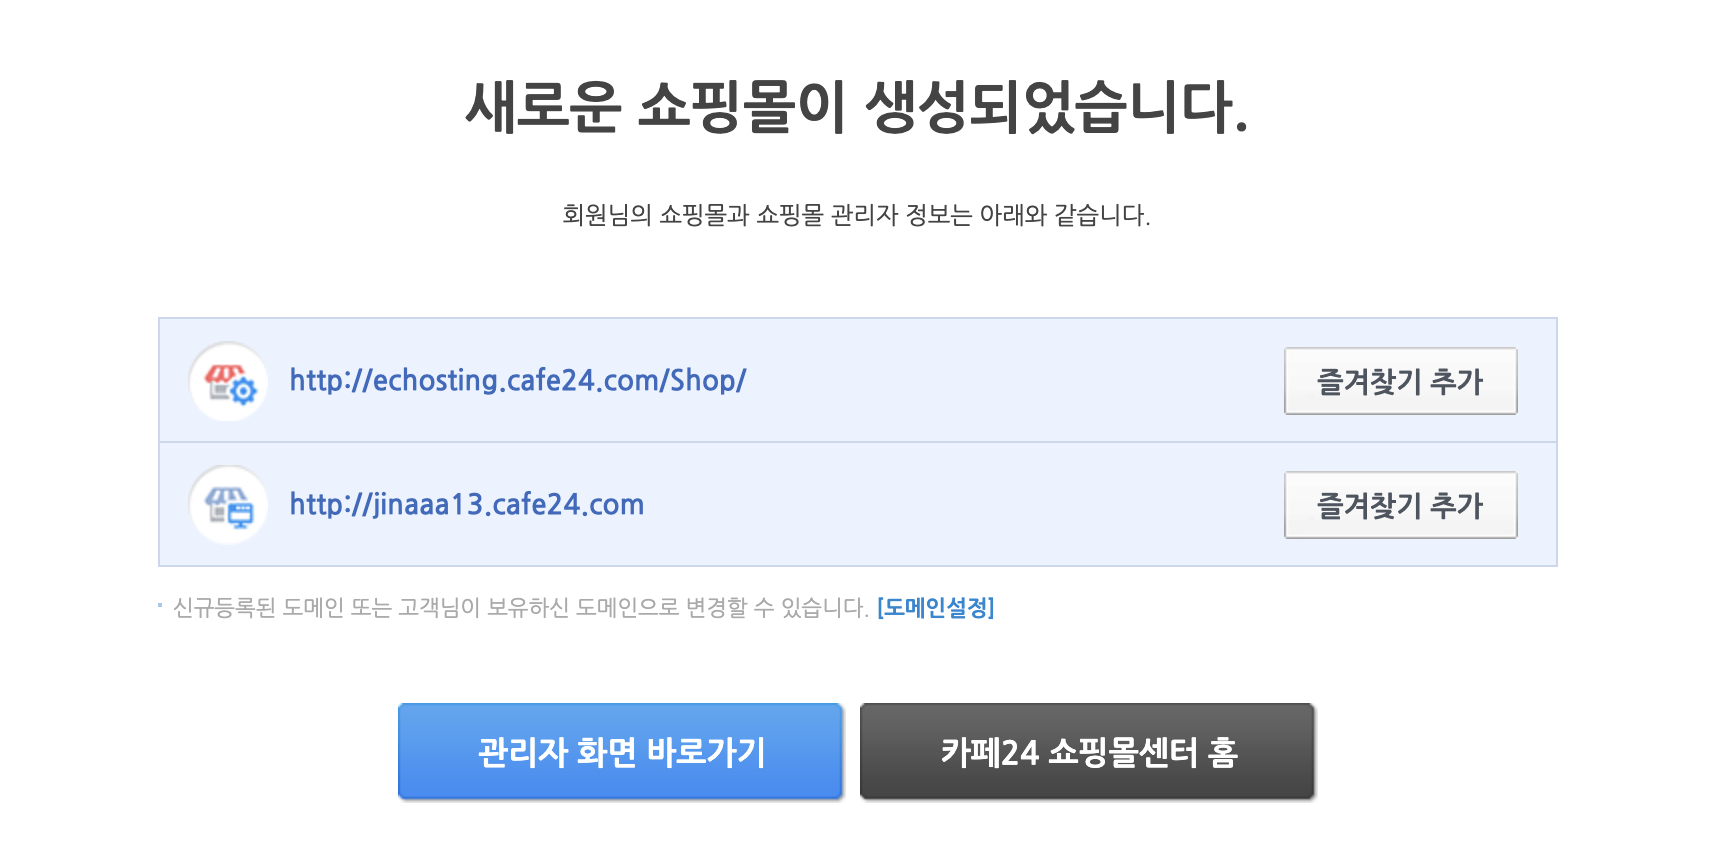 새로운 쇼핑몰이 생성되었습니다.
회원님의 쇼핑몰과 쇼핑몰 관리자 정보는 아래와 같습니다.
http://echosting.cafe24.com/Shop/
즐겨찾기 추가
http://jinaaa13.cafe24.com
즐겨찾기 추가
신규등록된 도메인 또는 고객님이 보유하신 도메인으로 변경할 수 있습니다. [도메인설정]
관리자 화면 바로가기
카페24 쇼핑몰센터 홈